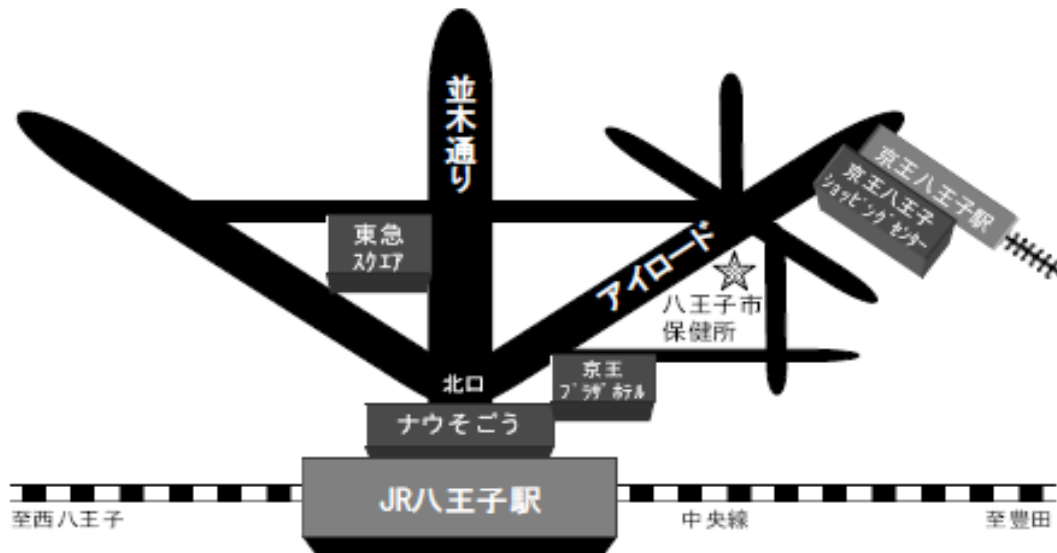 並木通り
京王八王子駅
京王八王子
ショッピングセンター
東急
スクエア
アイロード
八王子市
保健所
京王
プラザホテル
北口
ナウそごう
JR八王子駅
至西八王子
中央線
至豊田